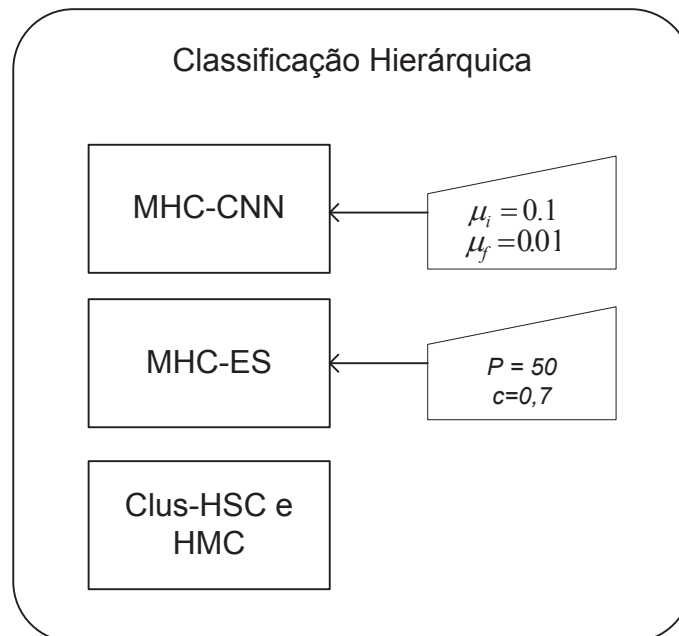 Classificação Hierárquica
MHC-CNN
μi = 0.1
μf = 0.01
MHC-ES
P = 50
c=0,7
Clus-HSC e
HMC